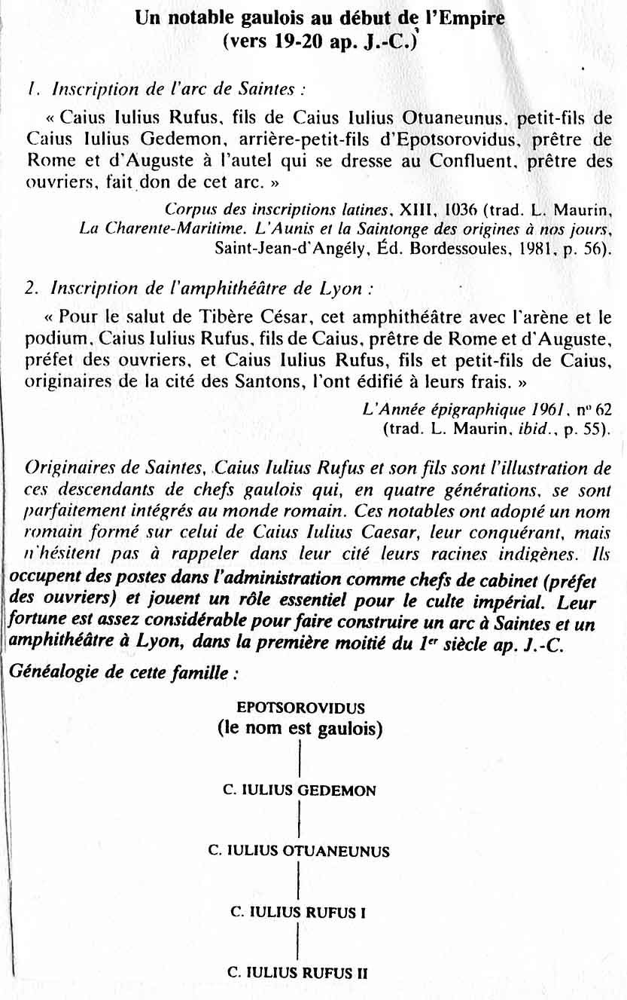 Un notable gaulois au début de l'Empire
(vers 19-20 ap. J.-C.)
1. Inscription de l'arc de Saintes :
« Caius Iulius Rufus, fils de Caius Iulius Otuaneunus, petit-fils de
Caius Iulius Gedemon, arrière-petit-fils d'Epotsorovidus, prêtre de
Rome et d'Auguste à l'autel qui se dresse au Confluent, prêtre des
ouvriers, fait don de cet arc. »
Corpus des inscriptions latines, XIII, 1036 (trad. L. Maurin,
La Charente-Maritime. L'Aunis et la Saintonge des origines à nos jours,
Saint-Jean-d'Angély, Éd. Bordessoules, 1981, p. 56).
2. Inscription de l'amphithéâtre de Lyon :
« Pour le salut de Tibère César, cet amphithéâtre avec l'arène et le
podium, Caius Iulius Rufus, fils de Caius, prêtre de Rome et d'Auguste,
préfet des ouvriers, et Caius Iulius Rufus, fils et petit-fils de Caius,
originaires de la cité des Santons, l'ont édifié à leurs frais. »
L'Année épigraphique 1961, nº 62
(trad. L. Maurin, ibid., p. 55).
Originaires de Saintes, Caius Iulius Rufus et son fils sont l'illustration de
ces descendants de chefs gaulois qui, en quatre générations, se sont
parfaitement intégrés au monde romain. Ces notables ont adopté un nom
romain formé sur celui de Caius Iulius Caesar, leur conquérant, mais
n'hésitent pas à rappeler dans leur cité leurs racines indigènes. Ils
occupent des postes dans l'administration comme chefs de cabinet (préfet
des ouvriers) et jouent un rôle essentiel pour le culte impérial. Leur
fortune est assez considérable pour faire construire un arc à Saintes et un
amphithéâtre à Lyon, dans la première moitié du 1er siècle ap. J.-C.
Généalogie de cette famille :
EPOTSOROVIDUS
(le nom est gaulois)
C. IULIUS GEDEMON
C. IULIUS OTUANEUNUS
C. IULIUS RUFUS I
C. IULIUS RUFUS II